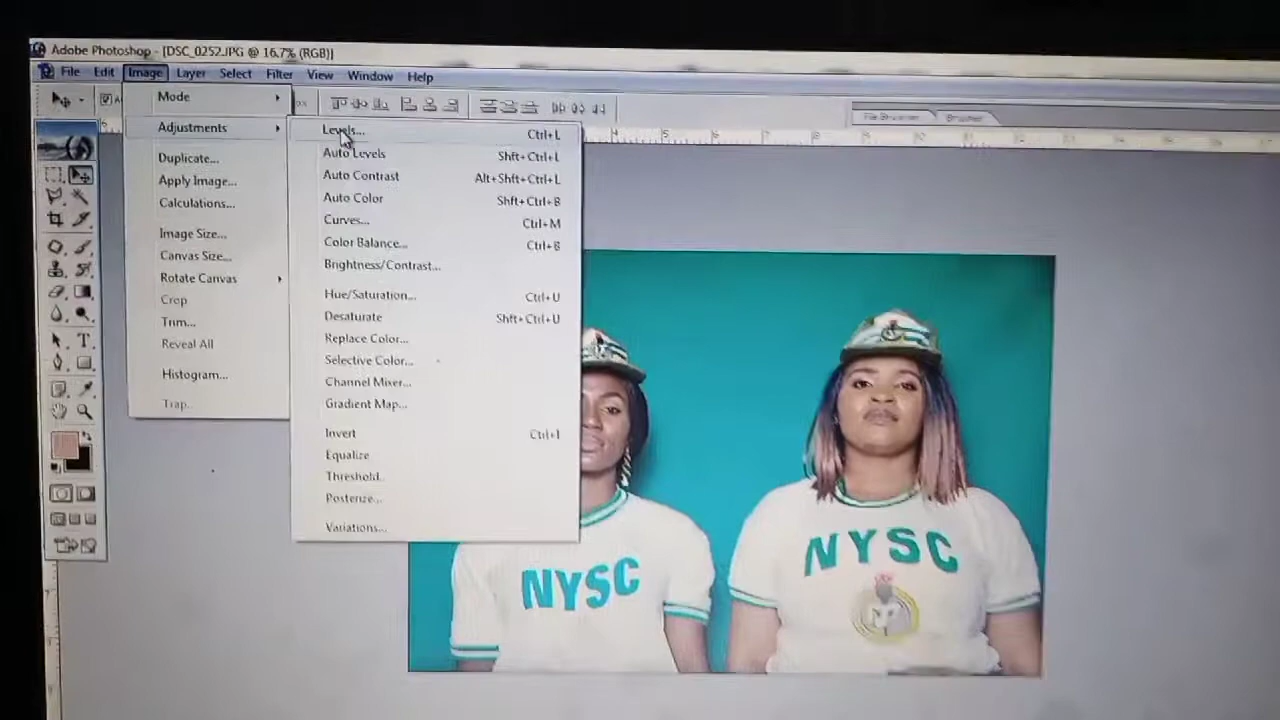 Adobe Photoshop - [DSC_0252.JPG @ 16.7% (RGB)]
File Edit Image Layer Select Filter View Window Help
Mode
File Browser Brushes
Adjustments
Levels... Ctrl+L
Auto Levels Shft+Ctrl+L
Duplicate...
Auto Contrast Alt+Shft+Ctrl+L
Apply Image...
Auto Color Shft+Ctrl+B
Calculations...
Curves... Ctrl+M
Image Size...
Color Balance... Ctrl+B
Canvas Size...
Brightness/Contrast...
Rotate Canvas
Hue/Saturation... Ctrl+U
Crop
Desaturate Shft+Ctrl+U
Trim...
Replace Color...
Reveal All
Selective Color...
Histogram...
Channel Mixer...
Trap...
Gradient Map...
Invert Ctrl+I
Equalize
Threshold...
Posterize...
Variations...
NYSC
NYSC